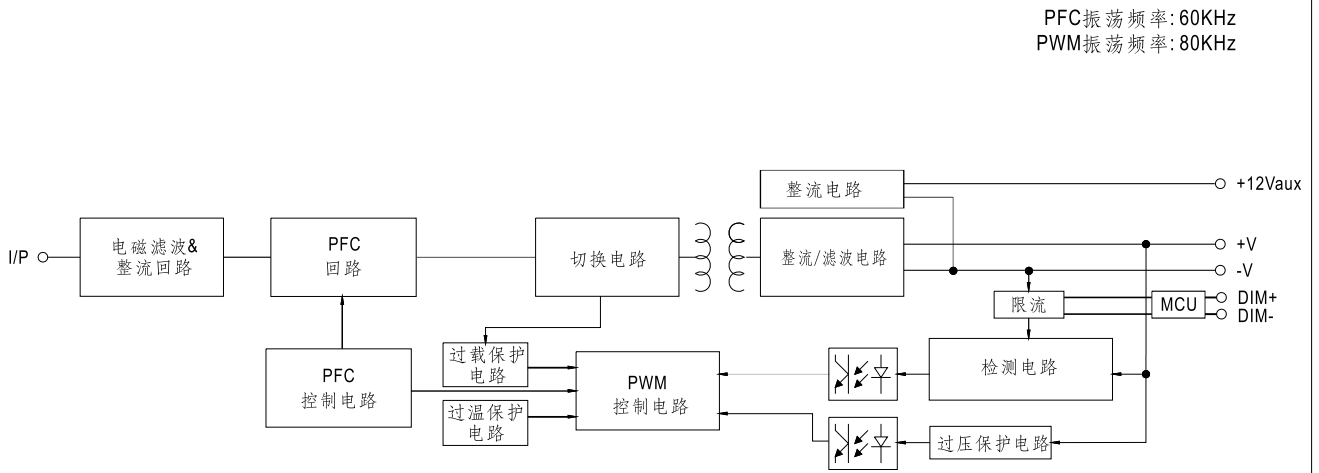 PFC振荡频率: 60KHz
PWM振荡频率: 80KHz
整流电路
+12Vaux
I/P
电磁滤波&
整流回路
PFC
回路
切换电路
整流/滤波电路
+V
-V
限流
MCU
DIM+
DIM-
过载保护
电路
PFC
控制电路
PWM
控制电路
检测电路
过温保护
电路
过压保护电路